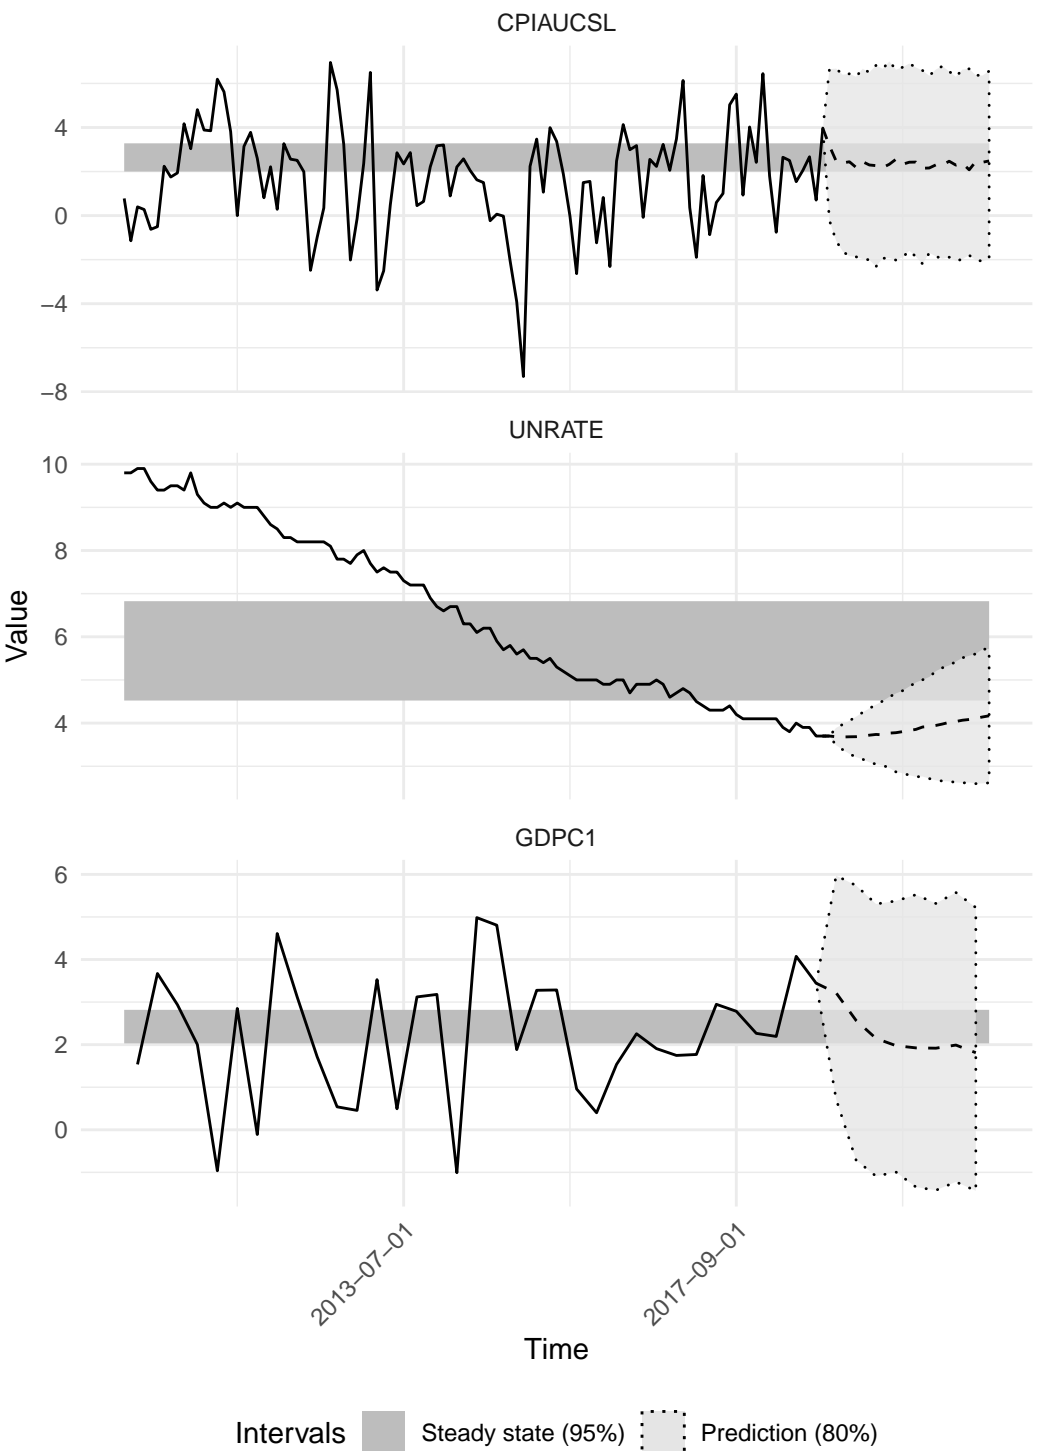 CPIAUCSL
4
0
−4
−8
UNRATE
10
8
6
4
Value
GDPC1
6
4
2
0
2013−07−01
2017−09−01
Time
Intervals Steady state (95%) Prediction (80%)